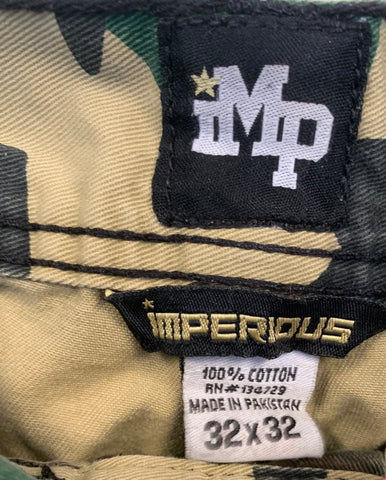 iMP
iMPERIOUS
100% COTTON
RN# 134729
MADE IN PAKISTAN
32 X 32